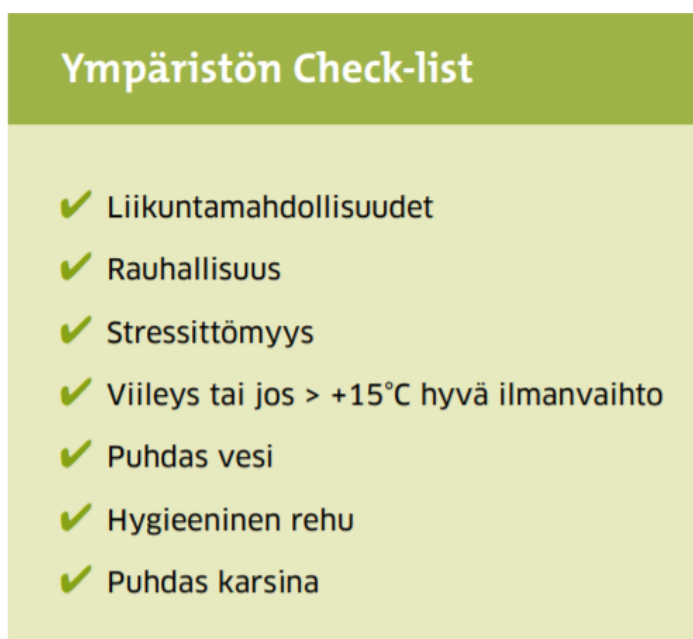 Ympäristön Check-list
✔ Liikuntamahdollisuudet
✔ Rauhallisuus
✔ Stressittömyys
✔ Viileys tai jos > +15°C hyvä ilmanvaihto
✔ Puhdas vesi
✔ Hygieeninen rehu
✔ Puhdas karsina